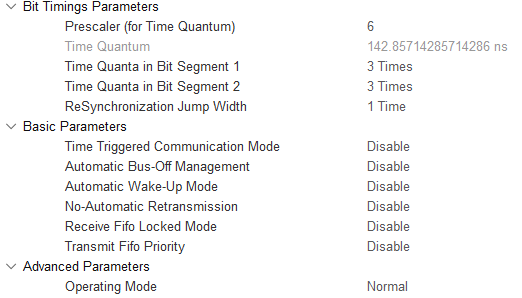 Bit Timings Parameters
Prescaler (for Time Quantum) 6
Time Quantum 142.85714285714286 ns
Time Quanta in Bit Segment 1 3 Times
Time Quanta in Bit Segment 2 3 Times
ReSynchronization Jump Width 1 Time
Basic Parameters
Time Triggered Communication Mode Disable
Automatic Bus-Off Management Disable
Automatic Wake-Up Mode Disable
No-Automatic Retransmission Disable
Receive Fifo Locked Mode Disable
Transmit Fifo Priority Disable
Advanced Parameters
Operating Mode Normal